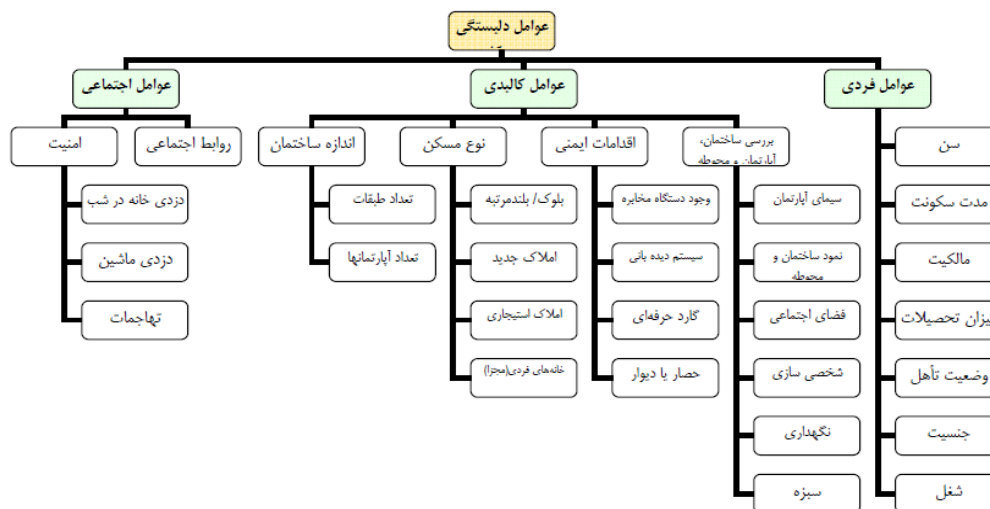 عوامل دلبستگی
عوامل فردی
عوامل کالبدی
عوامل اجتماعی
سن
مدت سکونت
مالکیت
یزان تحصیلات
وضعیت تأهل
جنسیت
شغل
بررسی ساختمان،
آپارتمان و محوطه
سیمای آپارتمان
نمود ساختمان و
محوطه
فضای اجتماعی
شخصی سازی
نگهداری
سبزه
اقدامات ایمنی
وجود دستگاه مخابره
سیستم دیده بانی
گارد حرفه‌ای
حصار یا دیوار
نوع مسکن
بلوک/ بلندمرتبه
املاک جدید
املاک استیجاری
خانه‌های فردی(مجزا)
اندازه ساختمان
تعداد طبقات
تعداد آپارتمانها
روابط اجتماعی
امنیت
دزدی خانه در شب
دزدی ماشین
تهاجمات